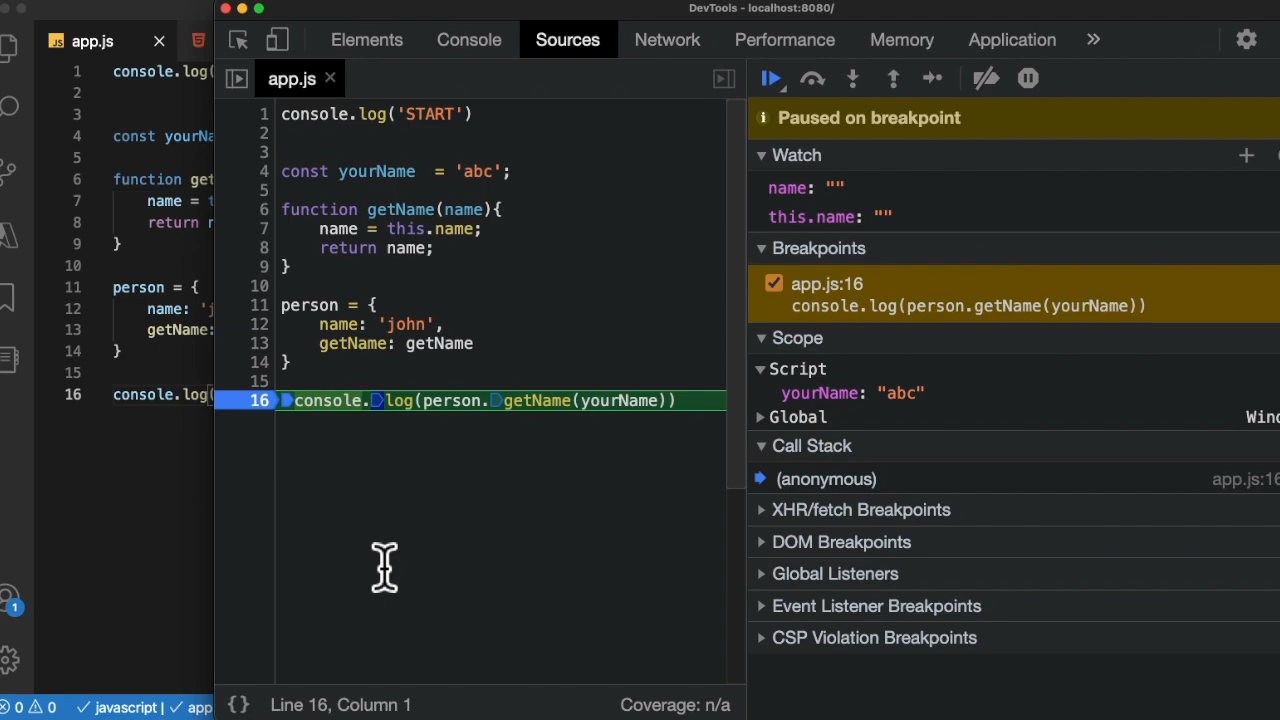 DevTools - localhost:8080/
app.js
Elements Console Sources Network Performance Memory Application
app.js
1 console.log(
2
3
4 const yourNa
5
6 function get
7 name = t
8 return n
9 }
10
11 person = {
12 name: 'j
13 getName:
14 }
15
16 console.log(
1 console.log('START')
2
3
4 const yourName = 'abc';
5
6 function getName(name){
7 name = this.name;
8 return name;
9 }
10
11 person = {
12 name: 'john',
13 getName: getName
14 }
15
16 console.log(person.getName(yourName))
Paused on breakpoint
Watch
name: ""
this.name: ""
Breakpoints
app.js:16
console.log(person.getName(yourName))
Scope
Script
yourName: "abc"
Global Wind
Call Stack
(anonymous) app.js:16
XHR/fetch Breakpoints
DOM Breakpoints
Global Listeners
Event Listener Breakpoints
CSP Violation Breakpoints
1
0 0 javascript | app
{} Line 16, Column 1 Coverage: n/a